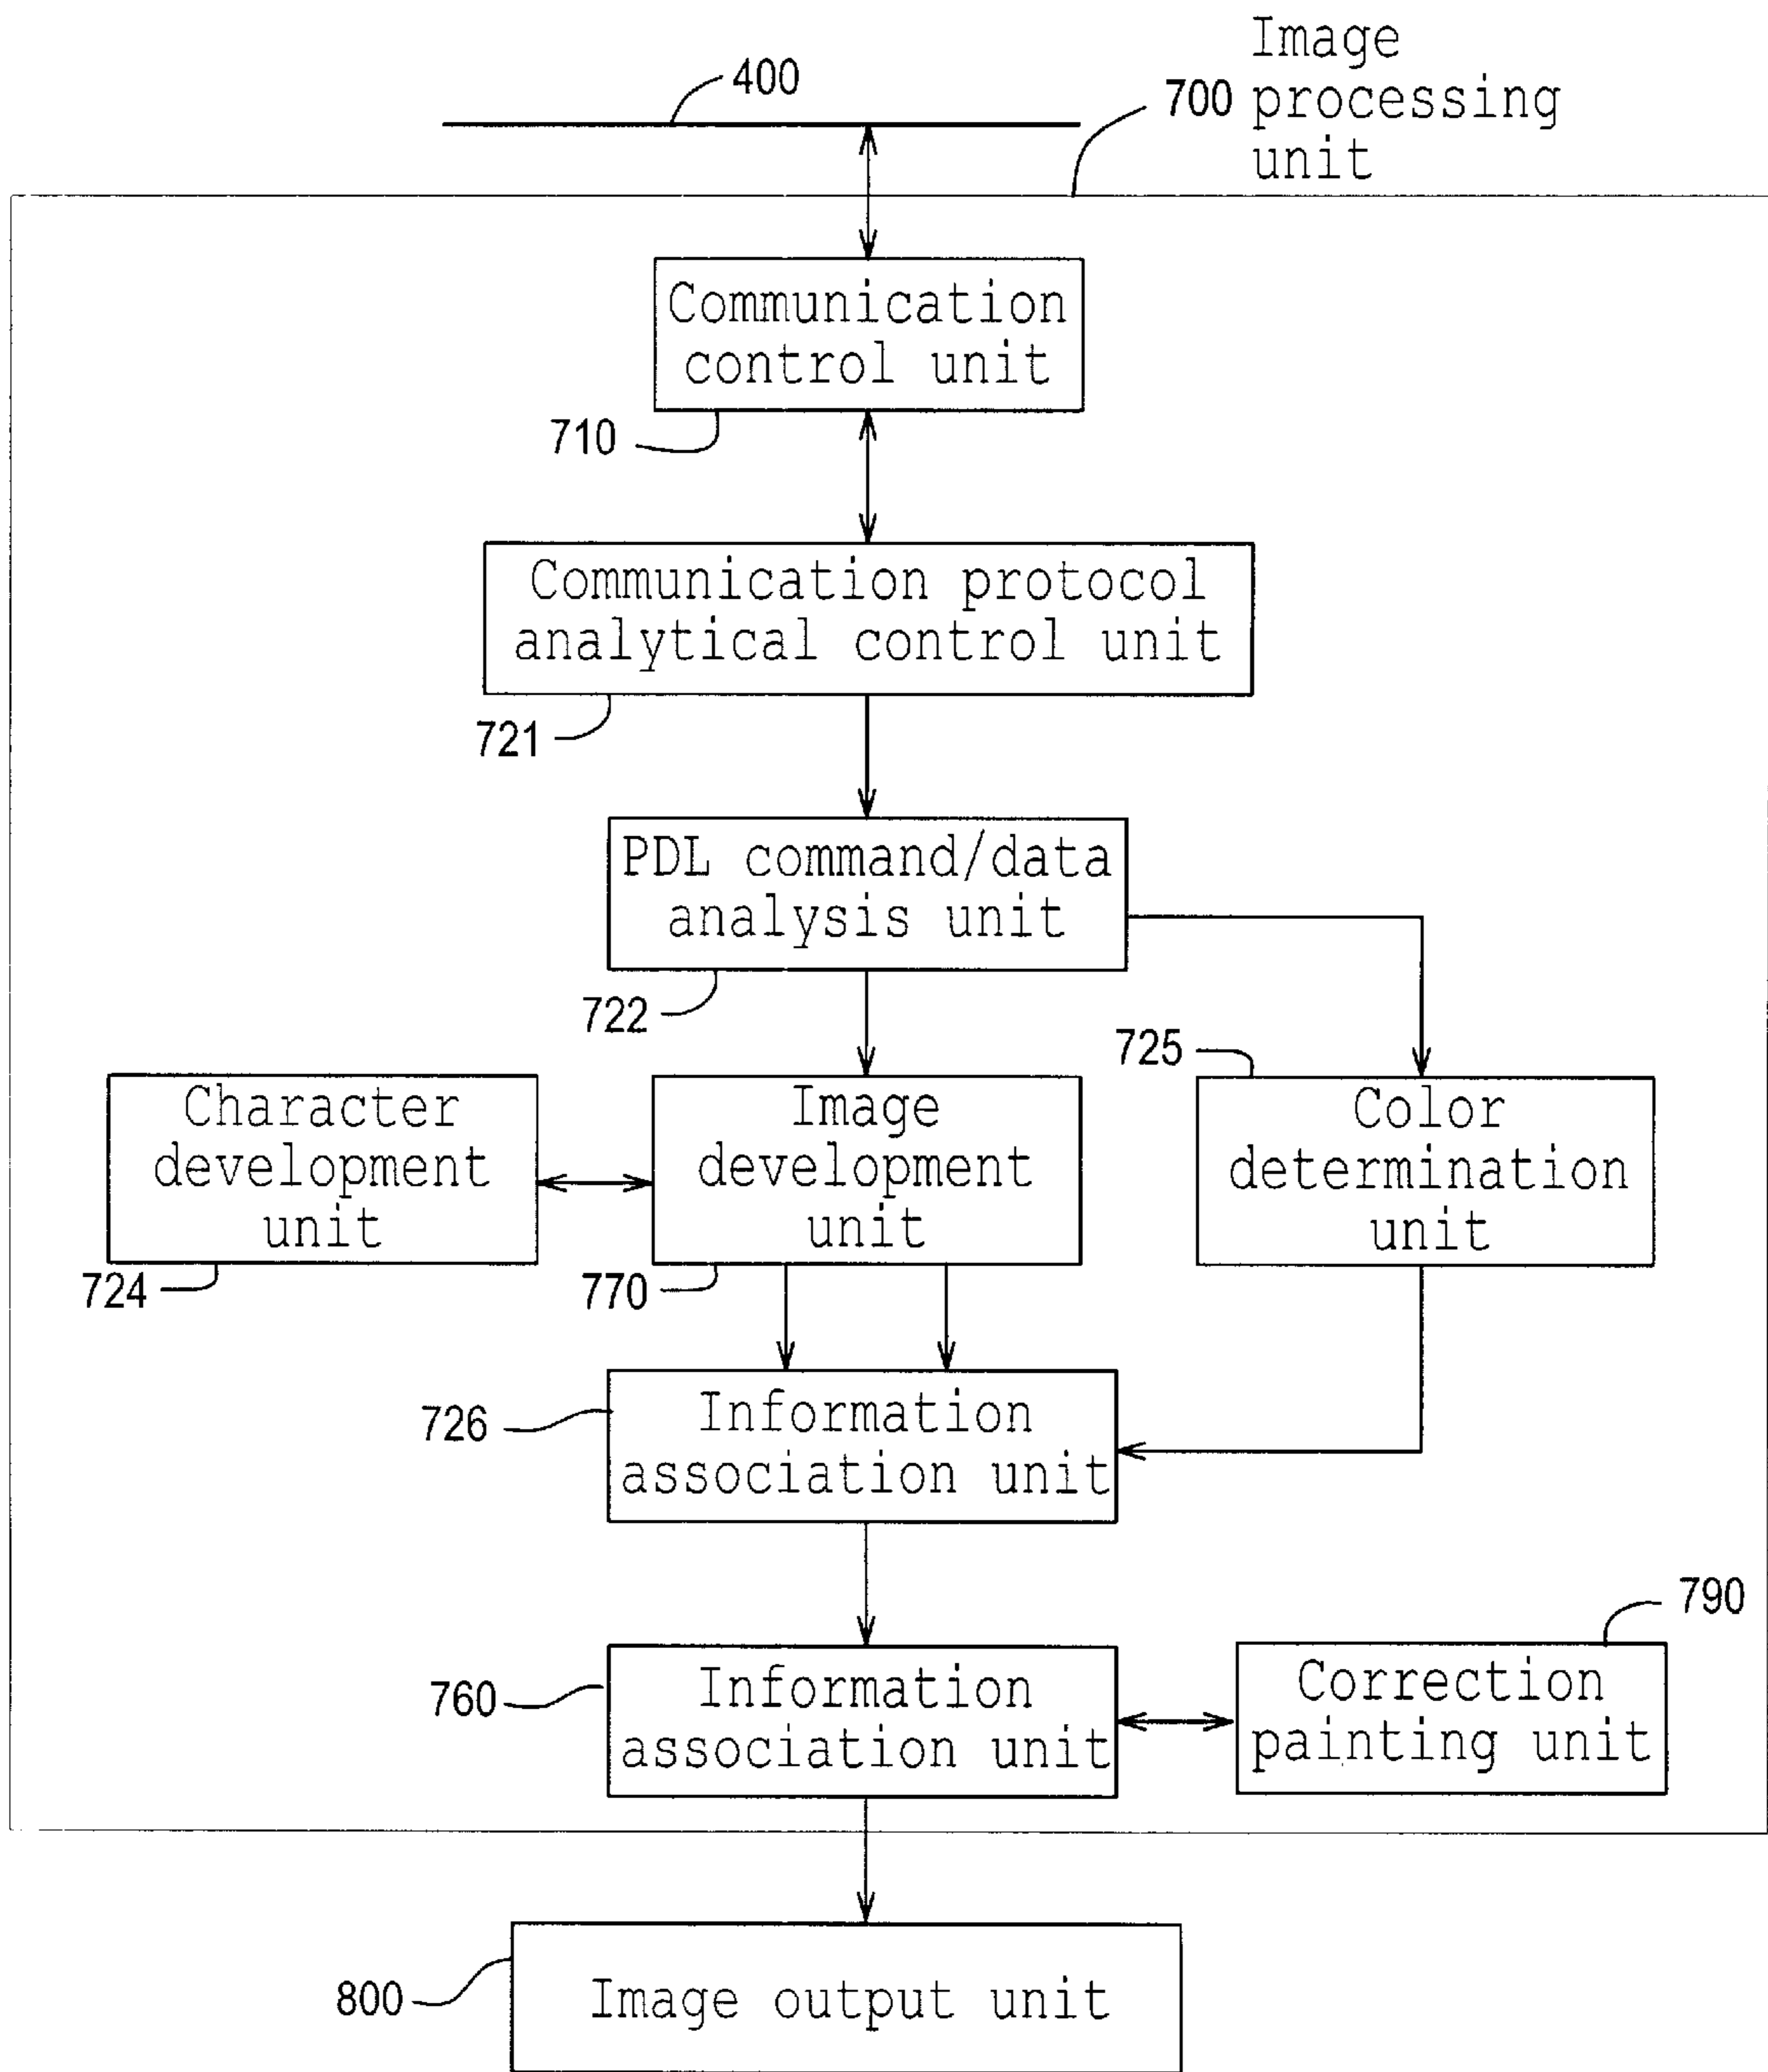 Image
400
700 processing
unit
Communication
control unit
710
Communication protocol
analytical control unit
721
PDL command/data
analysis unit
722
725
Character
development
unit
Image
development
unit
Color
determination
unit
724
770
726
Information
association unit
790
760
Information
association unit
Correction
painting unit
800
Image output unit